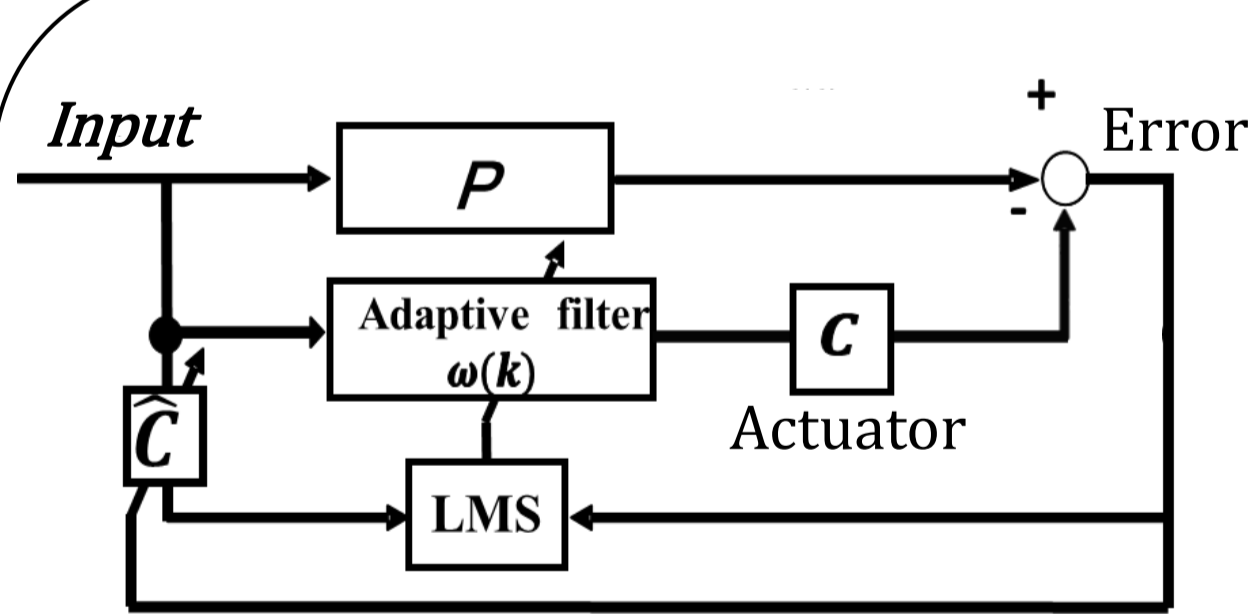 +
Input
Error
P
-
Adaptive filter
ω(k)
C
Ĉ
Actuator
LMS